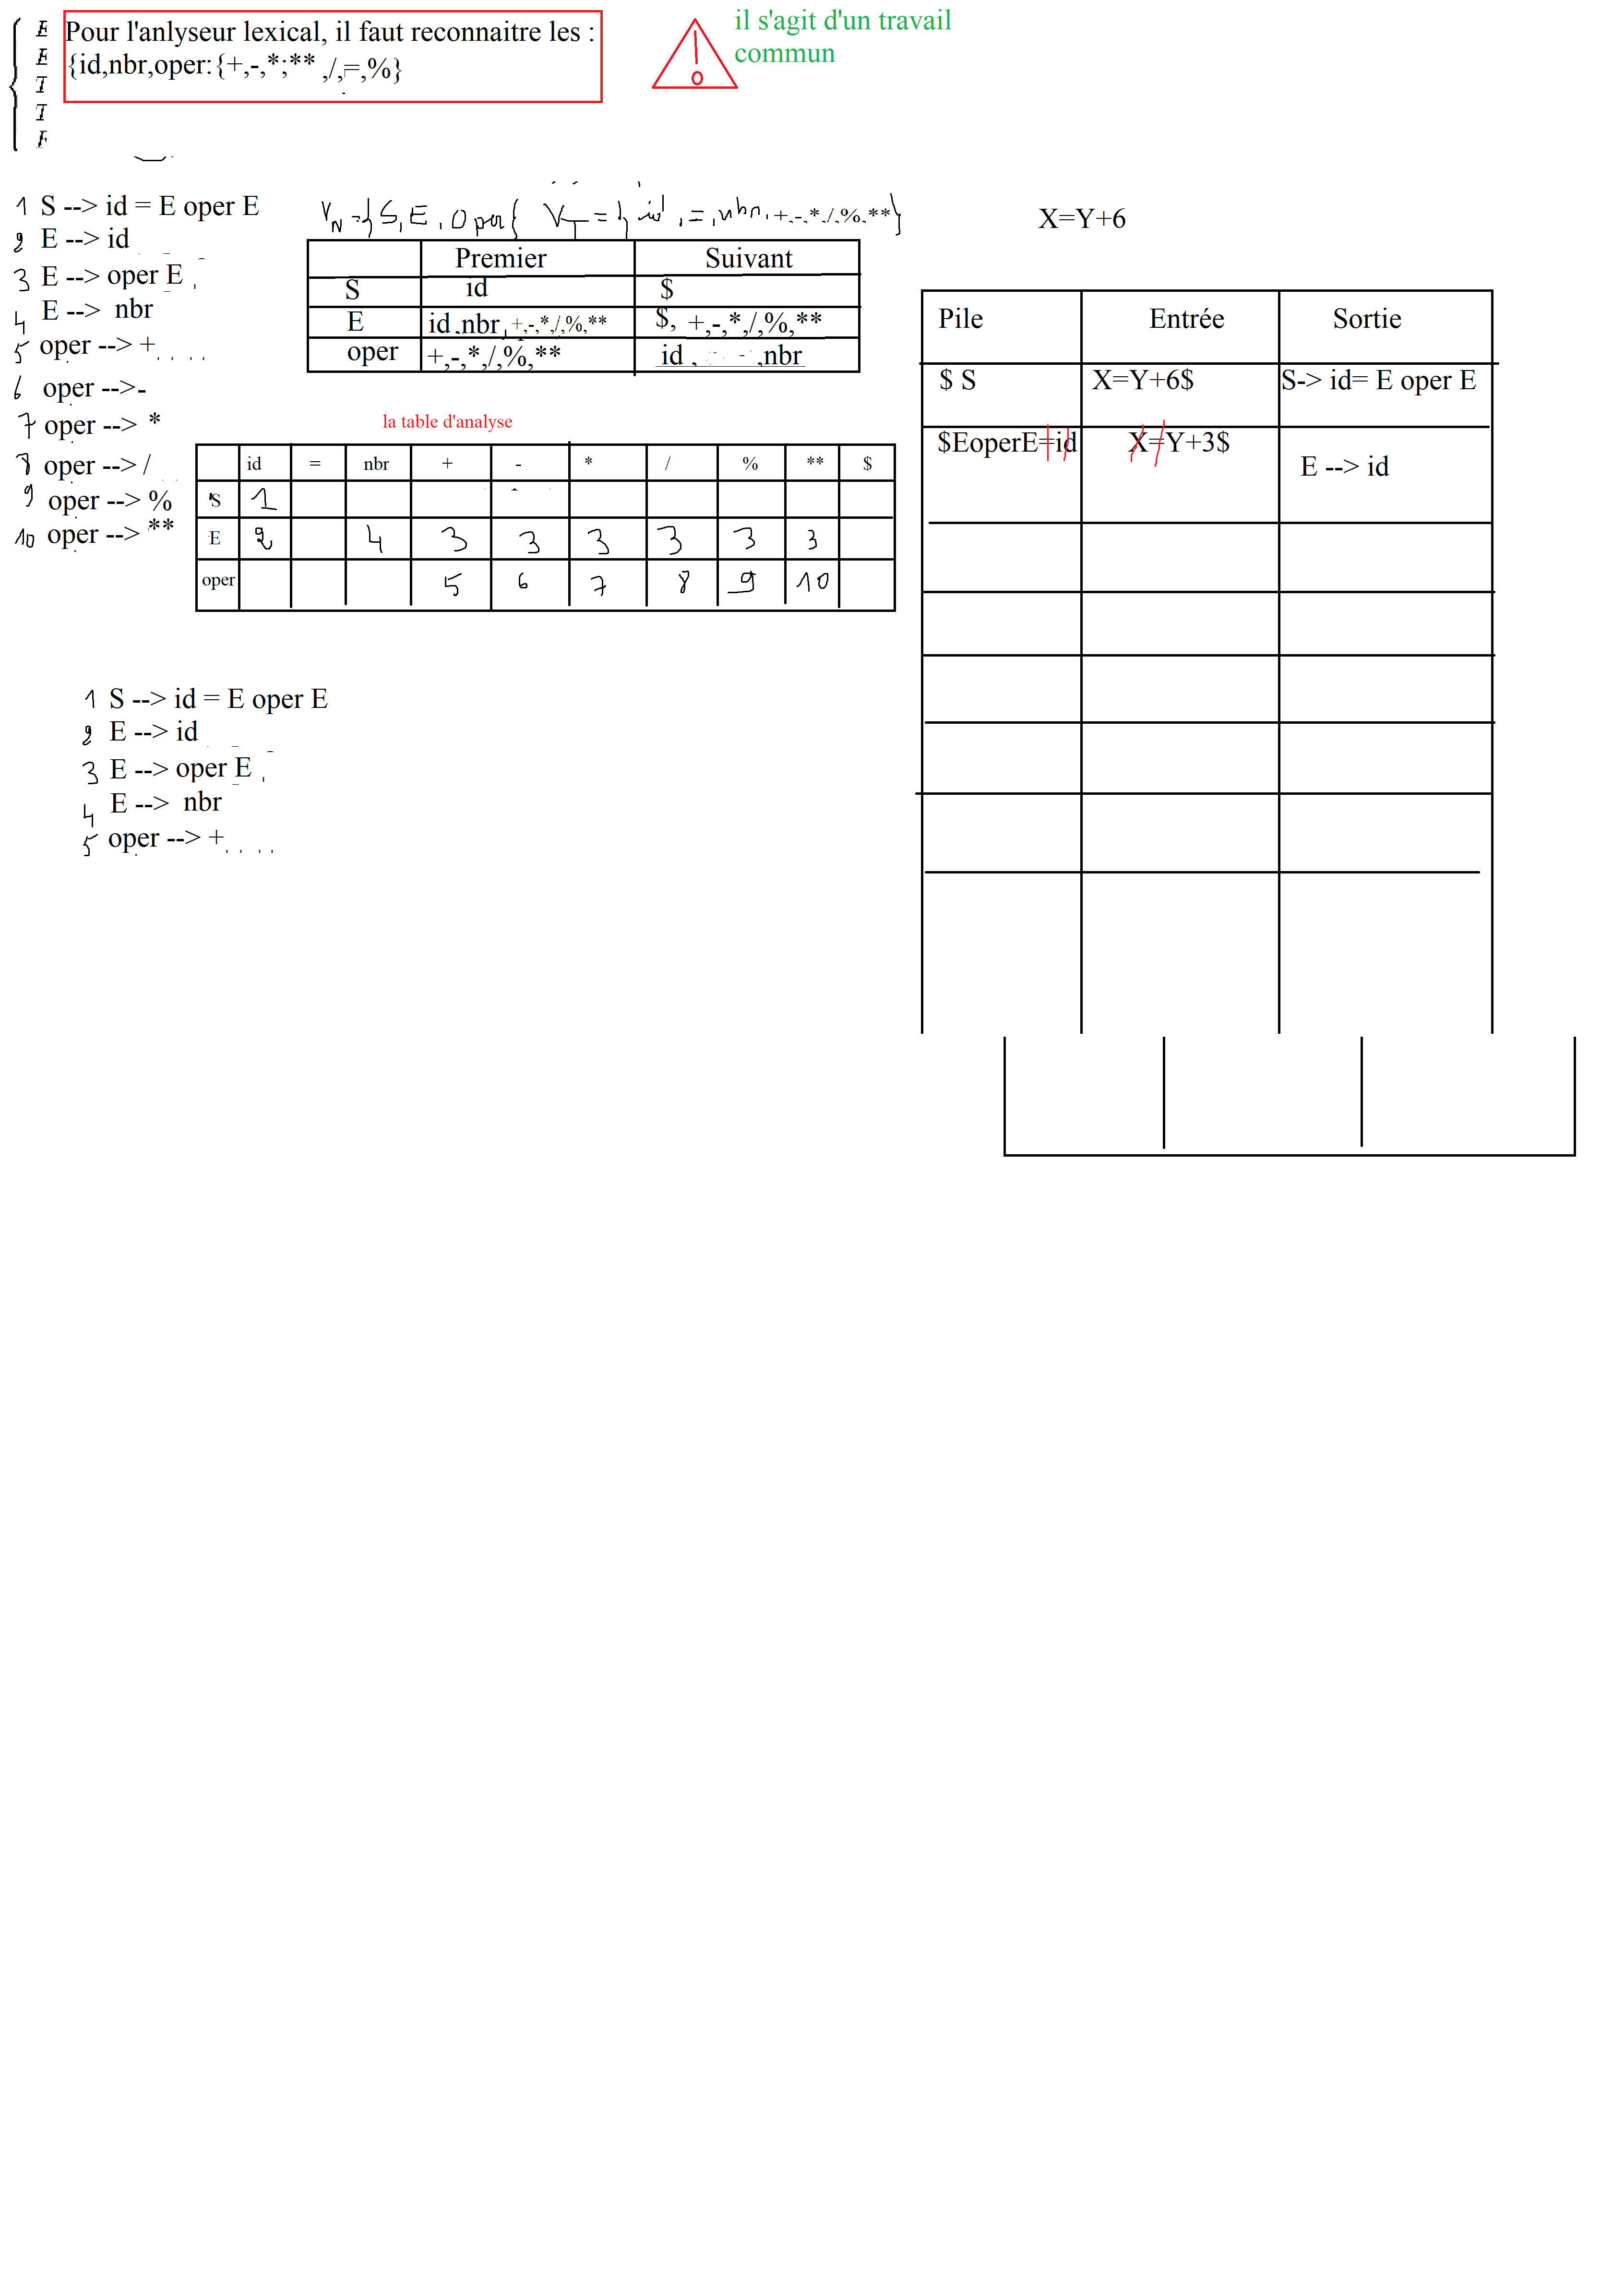 Pour l'anlyseur lexical, il faut reconnaitre les :
{id,nbr,oper:{+,-,*;** ,/,=,%}
il s'agit d'un travail
commun
1 S --> id = E oper E
2 E --> id
3 E --> oper E
4 E --> nbr
5 oper --> +
6 oper -->-
7 oper --> *
8 oper --> /
9 oper --> %
10 oper --> **
VN={S,E,Oper{ VT={id,=,nbr,+,-,*,/,%,**}
Premier Suivant
S id $
E id,nbr,+,-,*,/,%,** $, +,-,*,/,%,**
oper +,-,*,/,%,** id , ,nbr
la table d'analyse
id = nbr + - * / % ** $
S 1
E 2 4 3 3 3 3 3 3
oper 5 6 7 8 9 10
X=Y+6
Pile Entrée Sortie
$ S X=Y+6$ S-> id= E oper E
$EoperE=id X=Y+3$ E --> id
1 S --> id = E oper E
2 E --> id
3 E --> oper E
4 E --> nbr
5 oper --> +